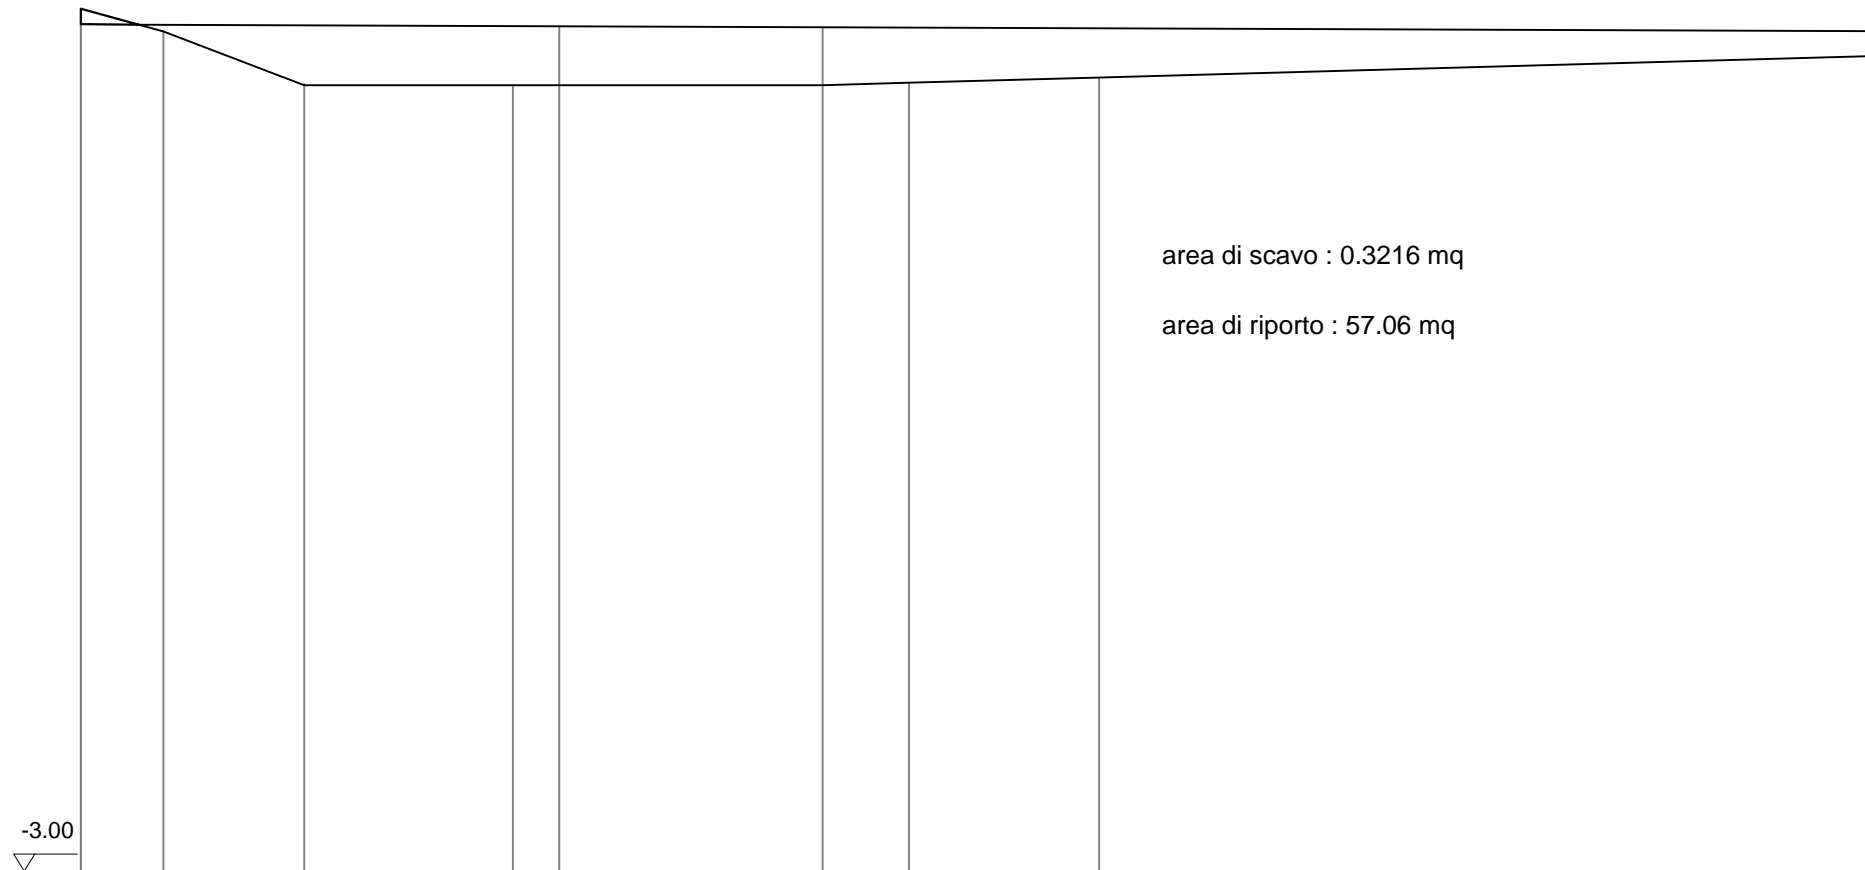 area di scavo : 0.3216 mq
area di riporto : 57.06 mq
-3.00